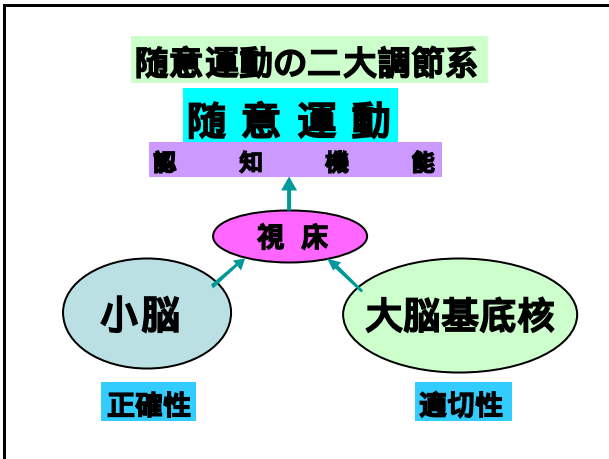 随意運動の二大調節系
随意運動
認知機能
視床
小脳
大脳基底核
正確性
適切性